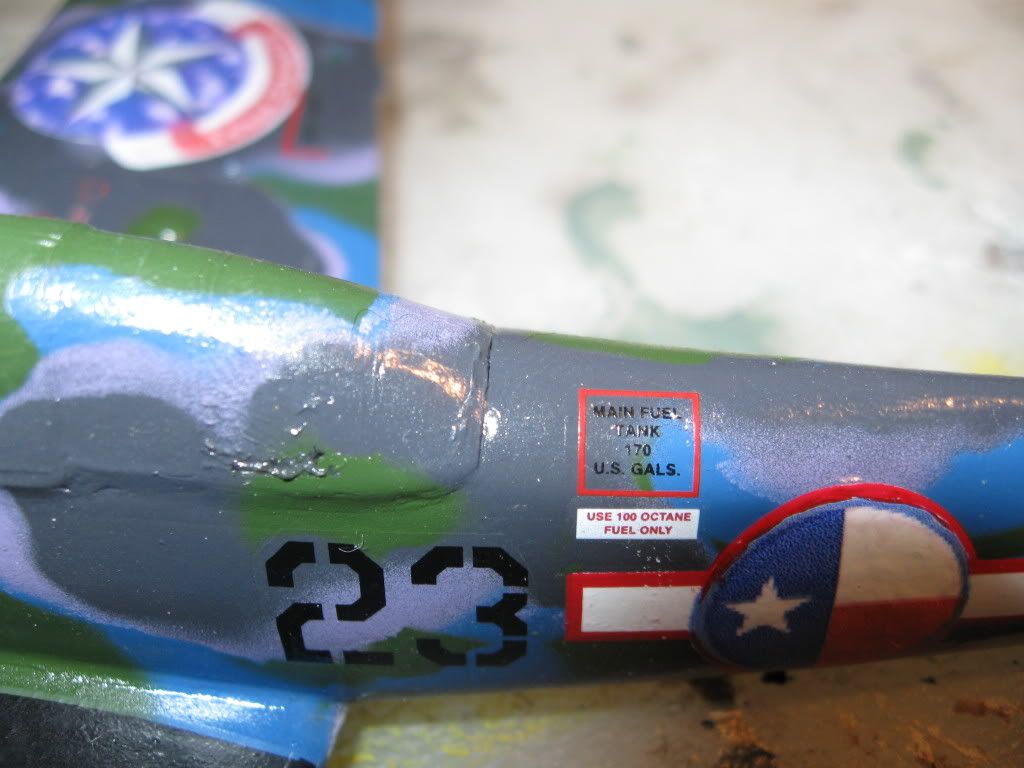 MAIN FUEL
TANK
170
U.S. GALS.
USE 100 OCTANE
FUEL ONLY
23